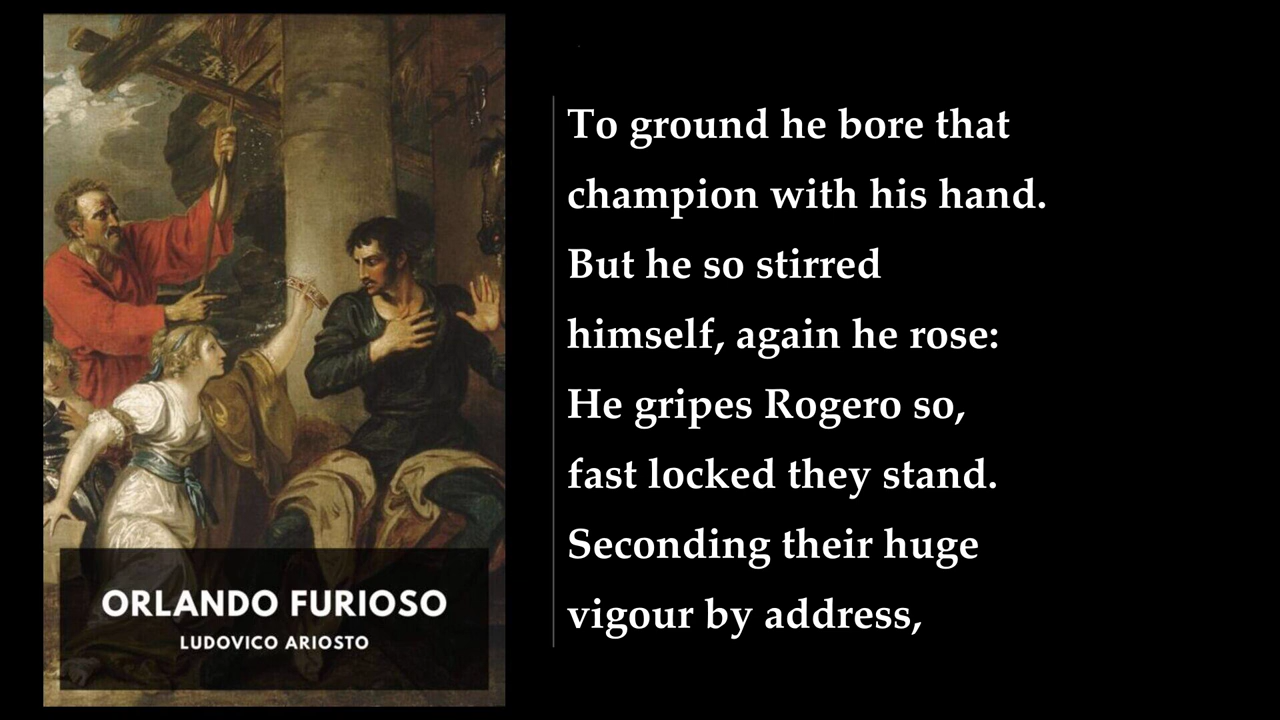 To ground he bore that
champion with his hand.
But he so stirred
himself, again he rose:
He gripes Rogero so,
fast locked they stand.
Seconding their huge
vigour by address,
ORLANDO FURIOSO
LUDOVICO ARIOSTO